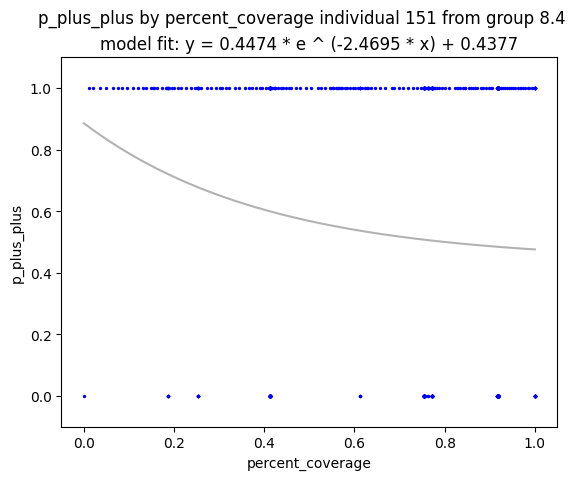 p_plus_plus by percent_coverage individual 151 from group 8.4
model fit: y = 0.4474 * e ^ (-2.4695 * x) + 0.4377
1.0
0.8
0.6
0.4
0.2
0.0
p_plus_plus
0.0 0.2 0.4 0.6 0.8 1.0
percent_coverage